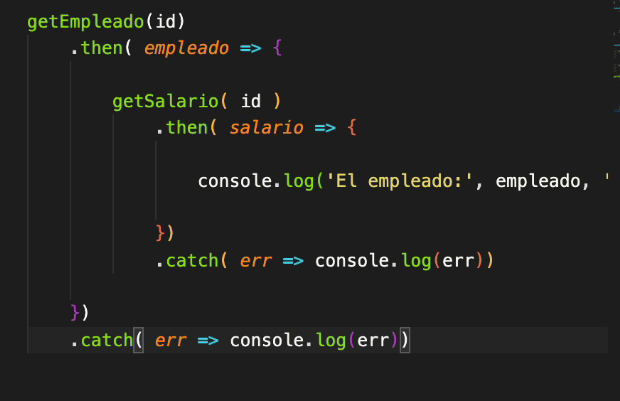 getEmpleado(id)
.then( empleado => {
getSalario( id )
.then( salario => {
console.log('El empleado:', empleado, '
})
.catch( err => console.log(err))
})
.catch( err => console.log(err))